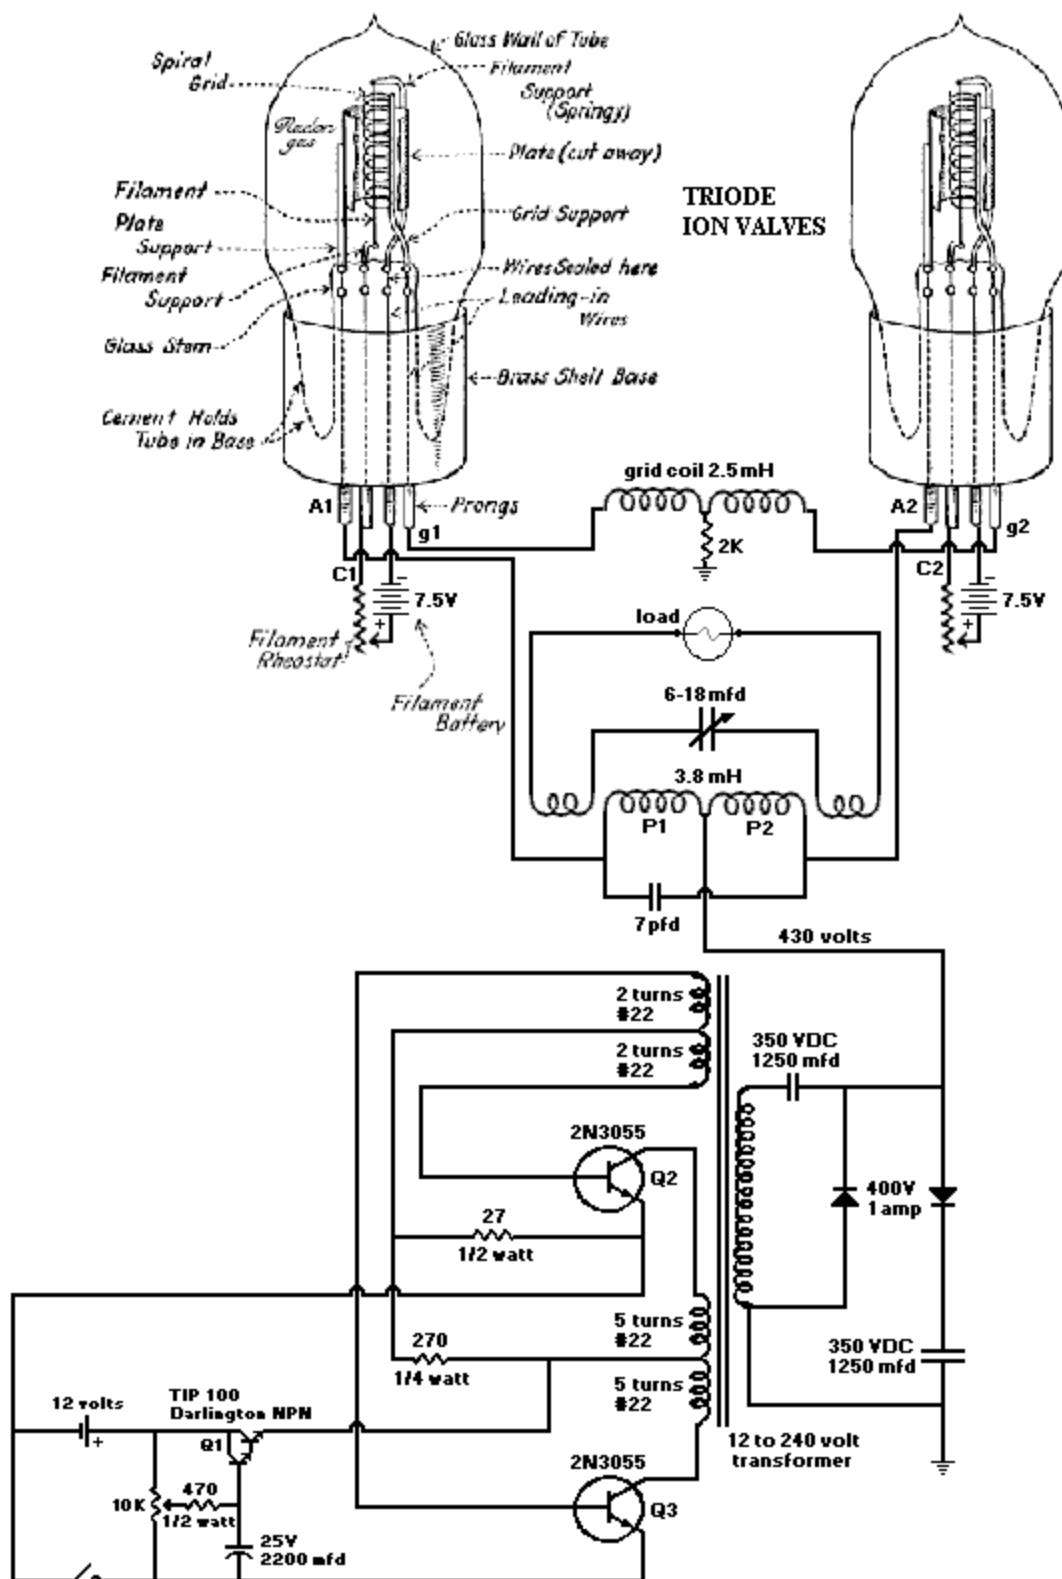 Glass Wall of Tube
Spiral
Grid
Filament
Support
(Springy)
Radon
gas
Plate (cut away)
TRIODE
ION VALVES
Filament
Plate
Support
Grid Support
Filament
Support
Wires Sealed here
Leading-in
Wires
Glass Stem
Brass Shell Base
Cement Holds
Tube in Base
grid coil 2.5mH
A1
Prongs
g1
A2
g2
2K
C1
7.5V
C2
7.5V
load
Filament
Rheostat
Filament
Battery
6-18mfd
3.8 mH
P1
P2
7pfd
430 volts
2 turns
#22
2 turns
#22
350 VDC
1250 mfd
2N3055
Q2
400V
1amp
27
1/2 watt
5 turns
#22
270
1/4 watt
5 turns
#22
350 VDC
1250 mfd
12 volts
+
TIP 100
Darlington NPN
Q1
12 to 240 volt
transformer
2N3055
Q3
10K
470
1/2 watt
25V
2200 mfd